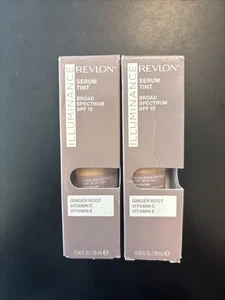 ILLUMINANCE
REVLON®
SERUM
TINT
BROAD
SPECTRUM
SPF 15
GINGER ROOT
VITAMIN C
VITAMIN E
ILLUMINANCE
REVLON®
SERUM
TINT
BROAD
SPECTRUM
SPF 15
GINGER ROOT
VITAMIN C
VITAMIN E